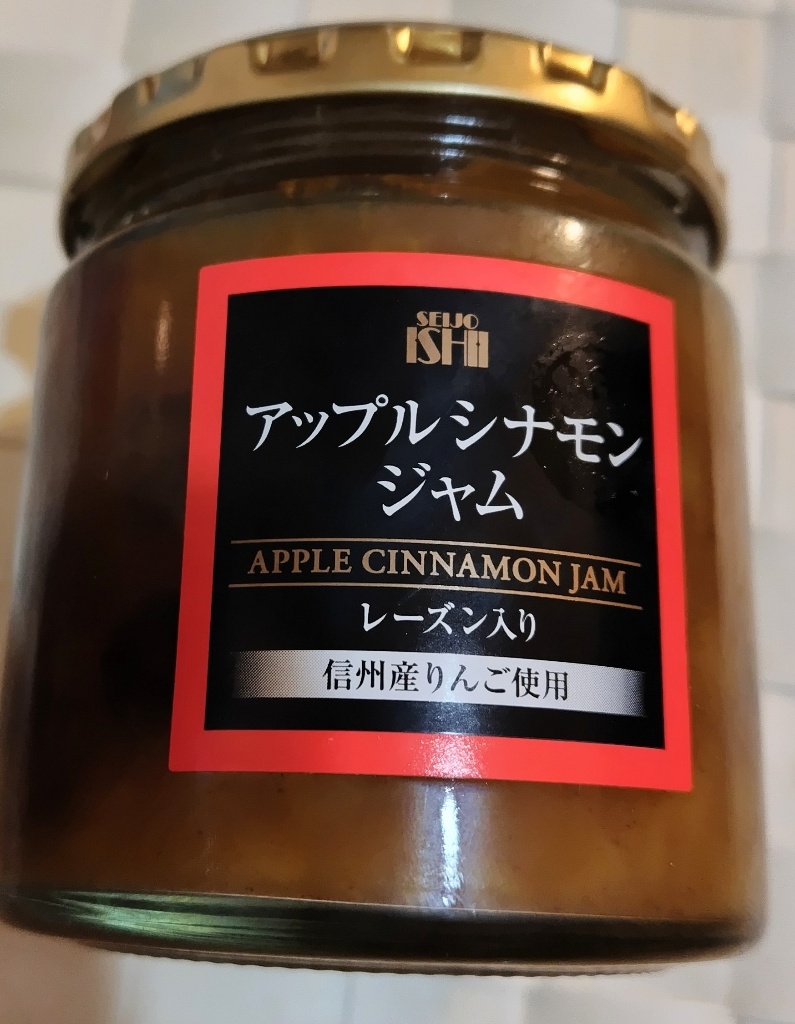 SEIJO
ISHII
アップルシナモン
ジャム
APPLE CINNAMON JAM
レーズン入り
信州産りんご使用